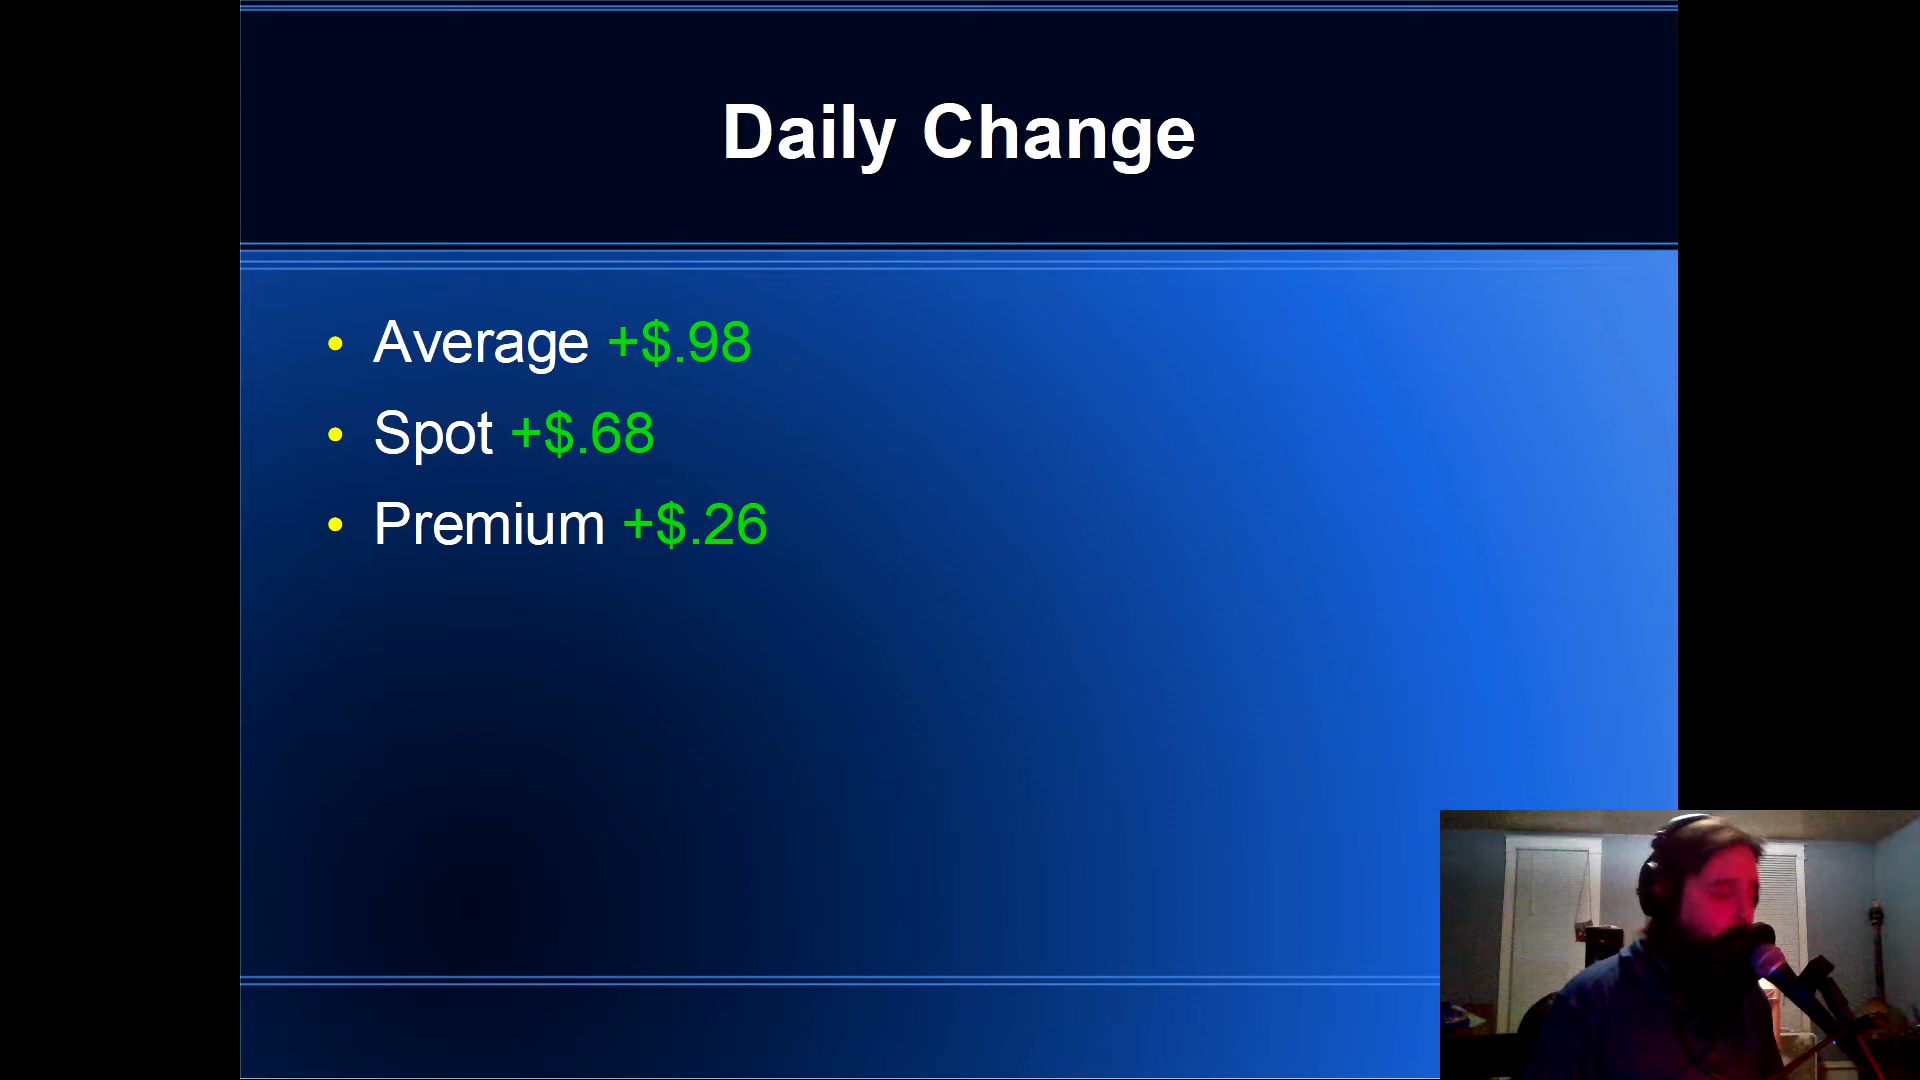 Daily Change
• Average +$.98
• Spot +$.68
• Premium +$.26